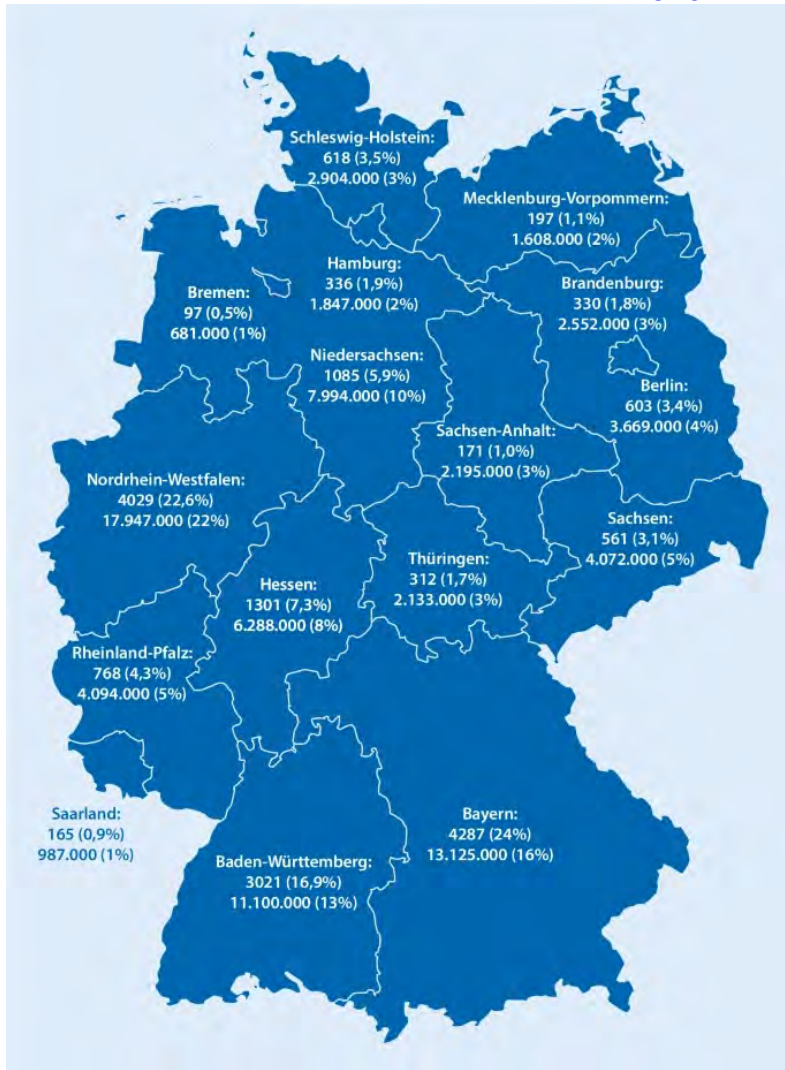 Schleswig-Holstein:
618 (3,5%)
2.904.000 (3%)
Mecklenburg-Vorpommern:
197 (1,1%)
1.608.000 (2%)
Hamburg:
336 (1,9%)
1.847.000 (2%)
Bremen:
97 (0,5%)
681.000 (1%)
Brandenburg:
330 (1,8%)
2.552.000 (3%)
Niedersachsen:
1085 (5,9%)
7.994.000 (10%)
Berlin:
603 (3,4%)
3.669.000 (4%)
Sachsen-Anhalt:
171 (1,0%)
2.195.000 (3%)
Nordrhein-Westfalen:
4029 (22,6%)
17.947.000 (22%)
Sachsen:
561 (3,1%)
4.072.000 (5%)
Thüringen:
312 (1,7%)
2.133.000 (3%)
Hessen:
1301 (7,3%)
6.288.000 (8%)
Rheinland-Pfalz:
768 (4,3%)
4.094.000 (5%)
Saarland:
165 (0,9%)
987.000 (1%)
Bayern:
4287 (24%)
13.125.000 (16%)
Baden-Württemberg:
3021 (16,9%)
11.100.000 (13%)